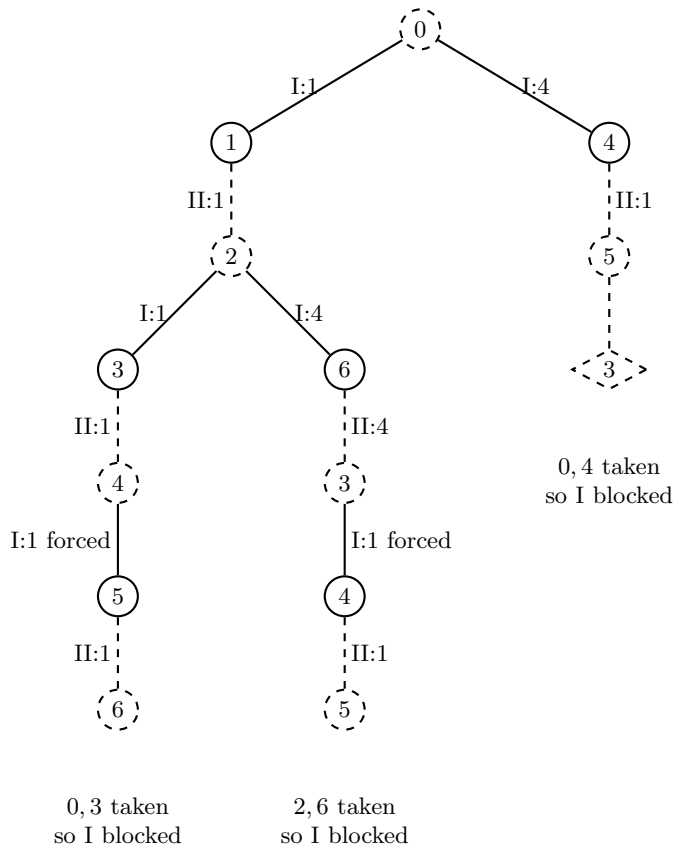 0
I:1
I:4
1
4
II:1
II:1
2
5
I:1
I:4
3
6
3
II:1
II:4
4
3
0, 4 taken
so I blocked
I:1 forced
I:1 forced
5
4
II:1
II:1
6
5
0, 3 taken
so I blocked
2, 6 taken
so I blocked